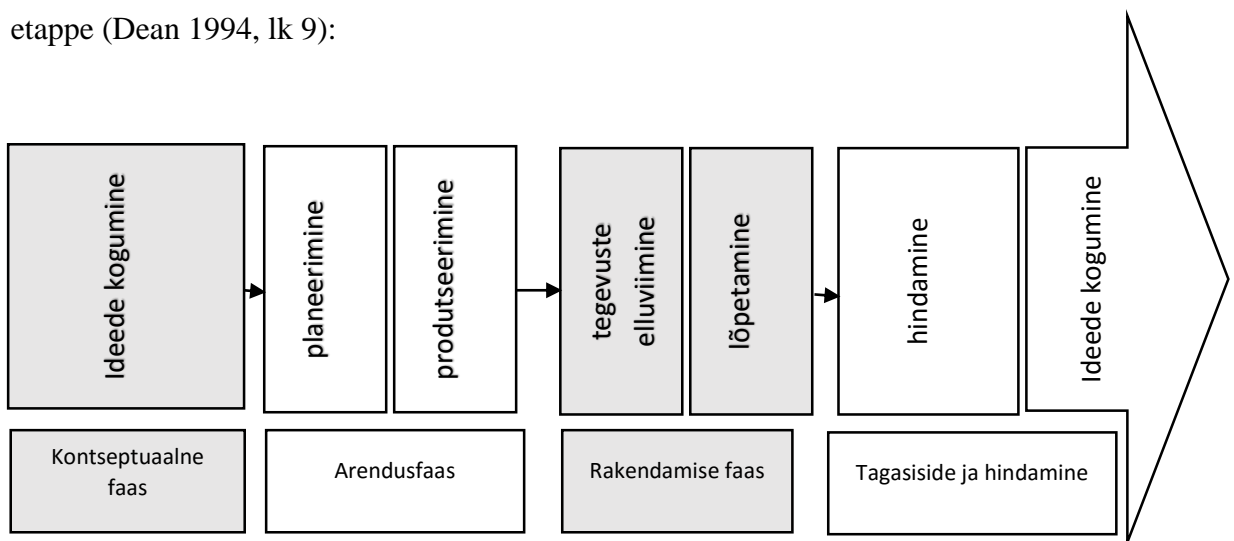 etappe (Dean 1994, lk 9):
Ideede kogumine
planeerimine
produtseerimine
tegevuste
elluviimine
lõpetamine
hindamine
Ideede kogumine
Kontseptuaalne
faas
Arendusfaas
Rakendamise faas
Tagasiside ja hindamine